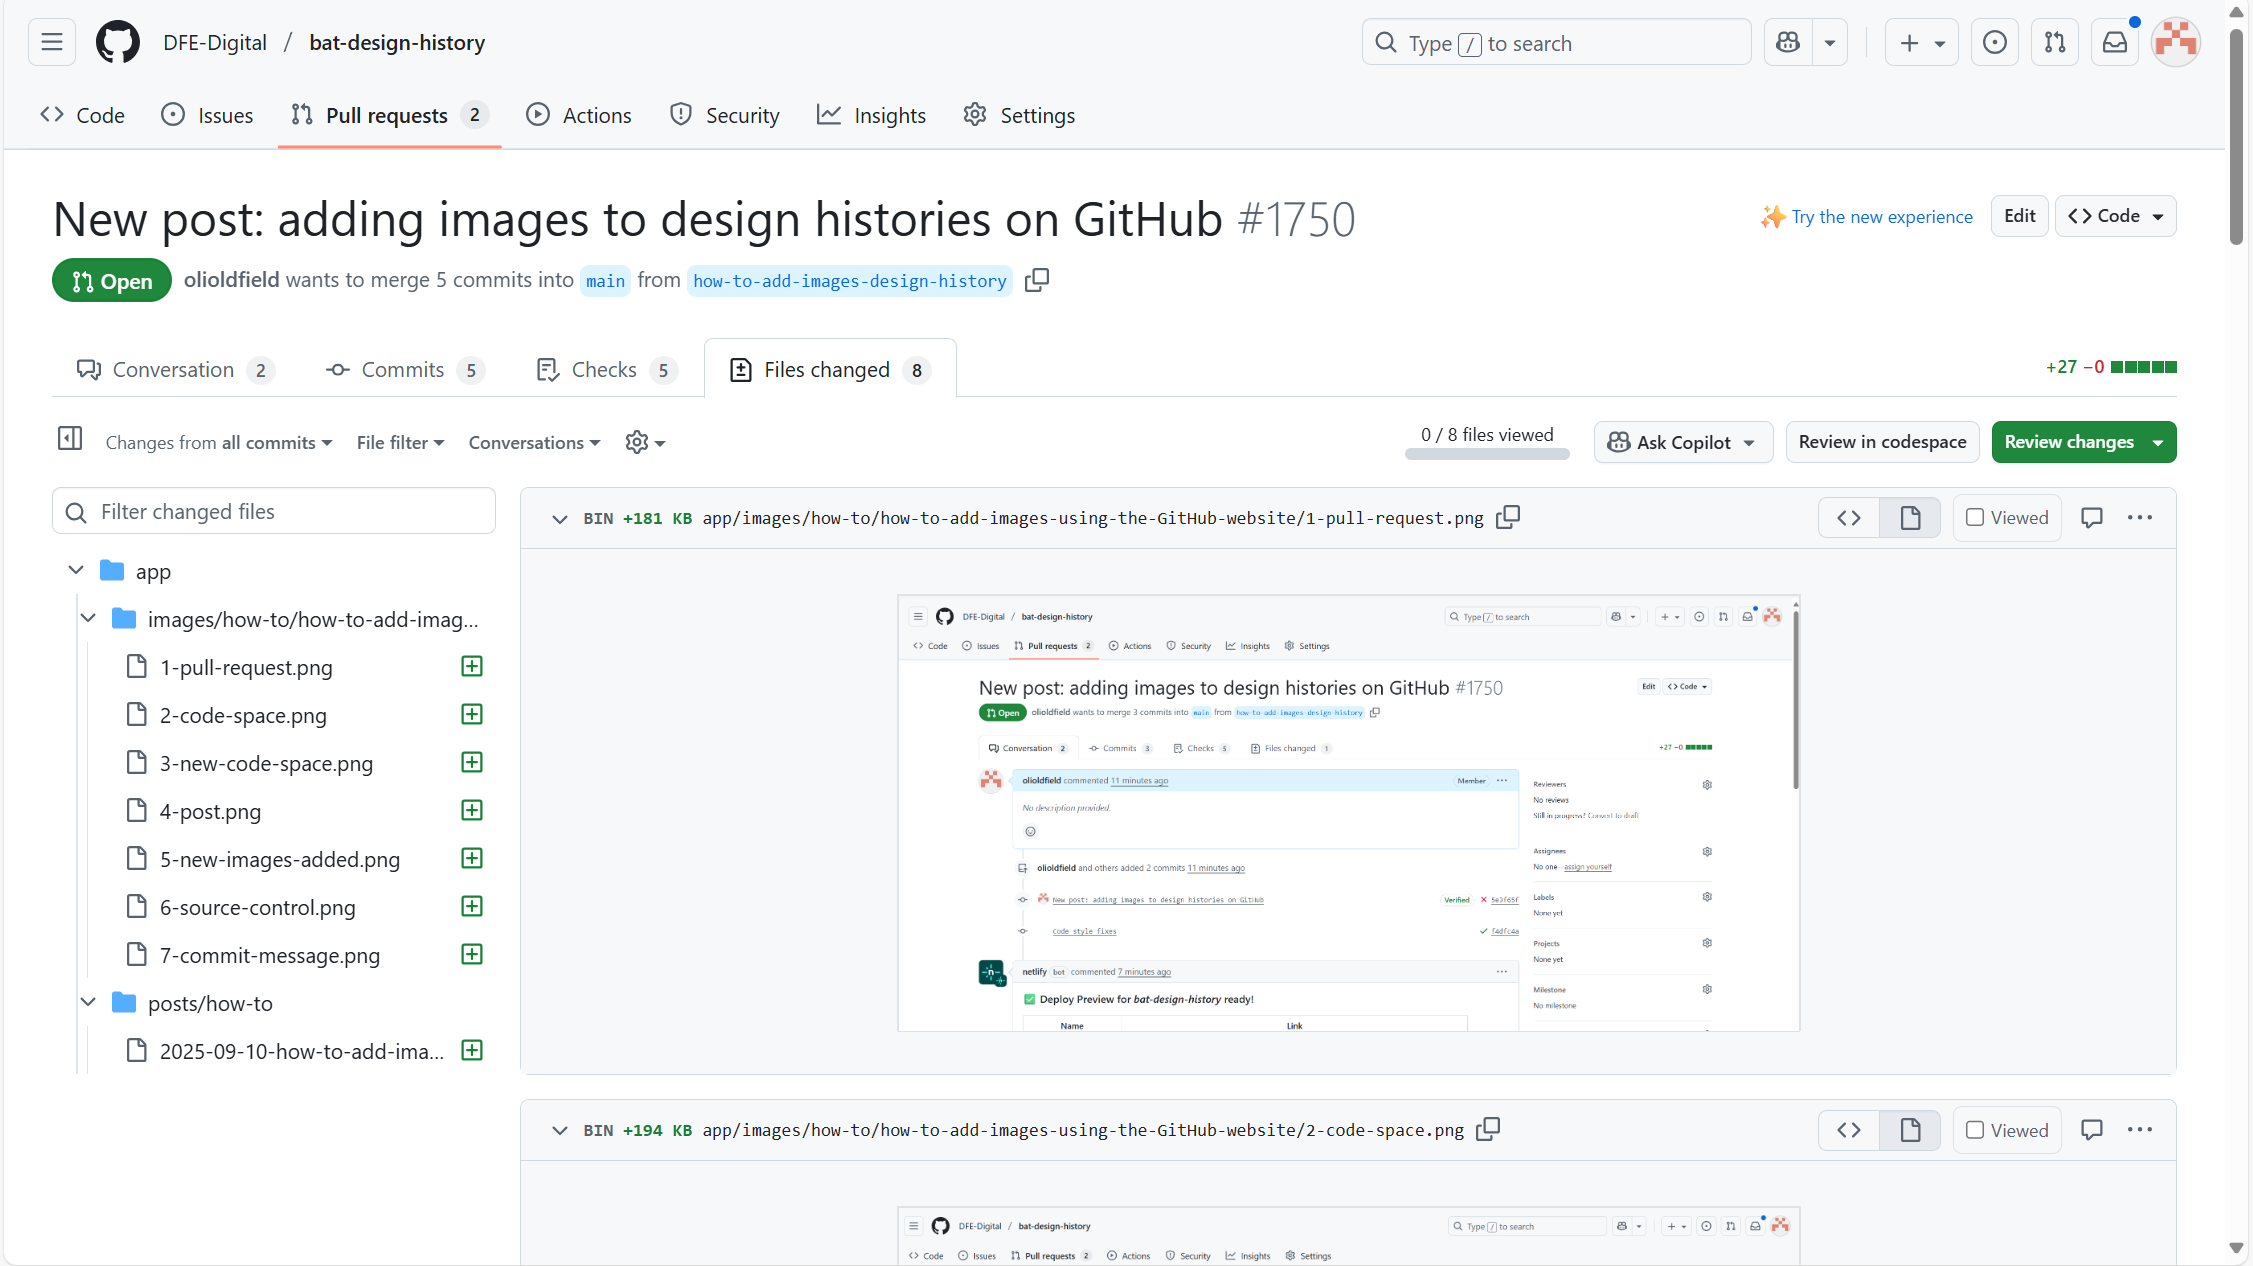 DFE-Digital / bat-design-history
Type / to search
Code
Issues
Pull requests 2
Actions
Security
Insights
Settings
New post: adding images to design histories on GitHub #1750
Try the new experience
Edit
Code
Open
olioldfield wants to merge 5 commits into main from how-to-add-images-design-history
Conversation 2
Commits 5
Checks 5
Files changed 8
+27 −0
Changes from all commits
File filter
Conversations
0 / 8 files viewed
Ask Copilot
Review in codespace
Review changes
Filter changed files
app
images/how-to/how-to-add-imag...
1-pull-request.png
2-code-space.png
3-new-code-space.png
4-post.png
5-new-images-added.png
6-source-control.png
7-commit-message.png
posts/how-to
2025-09-10-how-to-add-ima...
BIN +181 KB app/images/how-to/how-to-add-images-using-the-GitHub-website/1-pull-request.png
Viewed
DFE-Digital / bat-design-history
Type / to search
Code
Issues
Pull requests 2
Actions
Security
Insights
Settings
New post: adding images to design histories on GitHub #1750
Edit
Code
Open
olioldfield wants to merge 3 commits into main from how-to-add-images-design-history
Conversation 2
Commits 3
Checks 5
Files changed 1
+27 −0
olioldfield commented 11 minutes ago
Member
No description provided.
olioldfield and others added 2 commits 11 minutes ago
New post: adding images to design histories on GitHub
Verified
5e3f65f
Code style fixes
f4dfc4a
netlify bot commented 7 minutes ago
Deploy Preview for bat-design-history ready!
Name
Link
Reviewers
No reviews
Still in progress? Convert to draft
Assignees
No one—assign yourself
Labels
None yet
Projects
None yet
Milestone
No milestone
BIN +194 KB app/images/how-to/how-to-add-images-using-the-GitHub-website/2-code-space.png
Viewed
DFE-Digital / bat-design-history
Type / to search
Code
Issues
Pull requests 2
Actions
Security
Insights
Settings